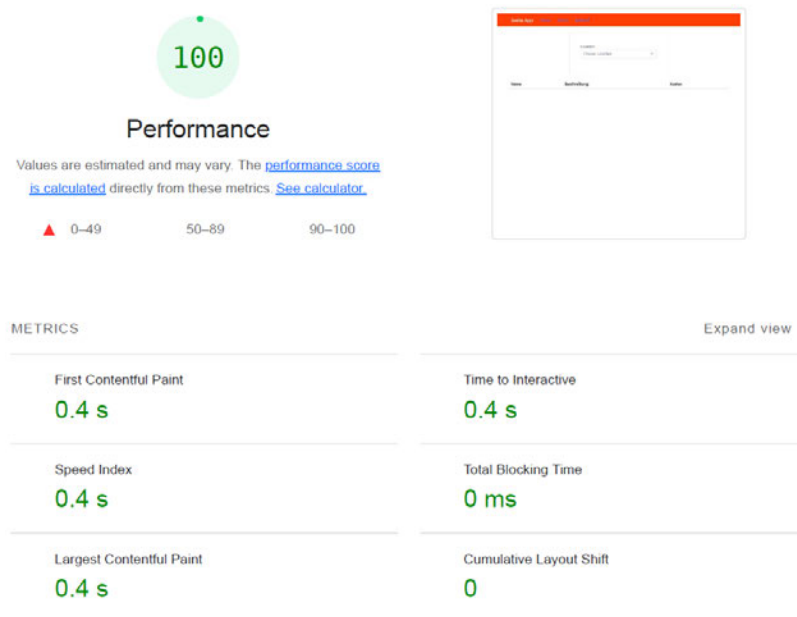 100
Performance
Values are estimated and may vary. The performance score
is calculated directly from these metrics. See calculator.
0–49
50–89
90–100
METRICS
Expand view
First Contentful Paint
0.4 s
Time to Interactive
0.4 s
Speed Index
0.4 s
Total Blocking Time
0 ms
Largest Contentful Paint
0.4 s
Cumulative Layout Shift
0